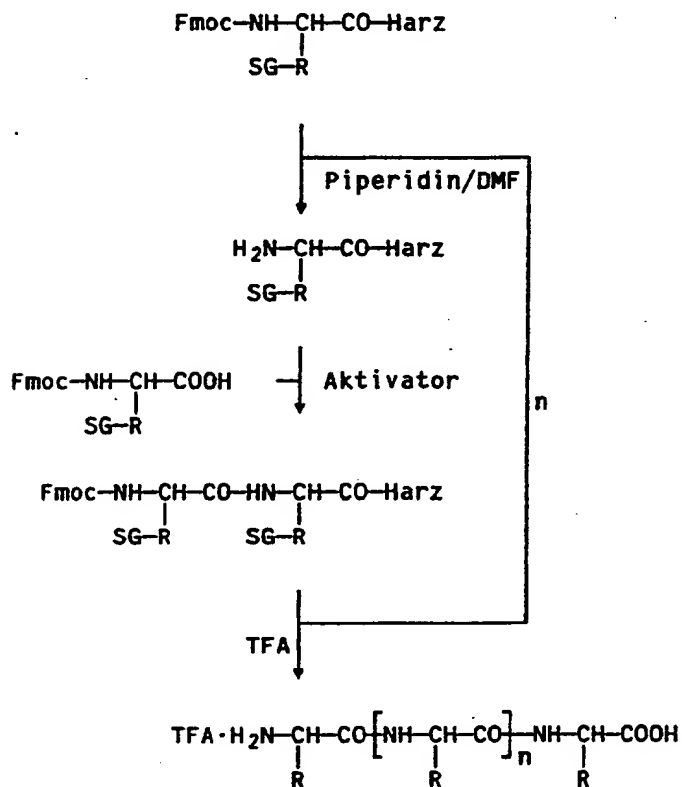 Fmoc-NH-CH-CO-Harz
SG-R
Piperidin/DMF
H₂N-CH-CO-Harz
SG-R
Fmoc-NH-CH-COOH
Aktivator
SG-R
n
Fmoc-NH-CH-CO-HN-CH-CO-Harz
SG-R SG-R
TFA
TFA·H₂N-CH-CO[NH-CH-CO]ₙNH-CH-COOH
R R R